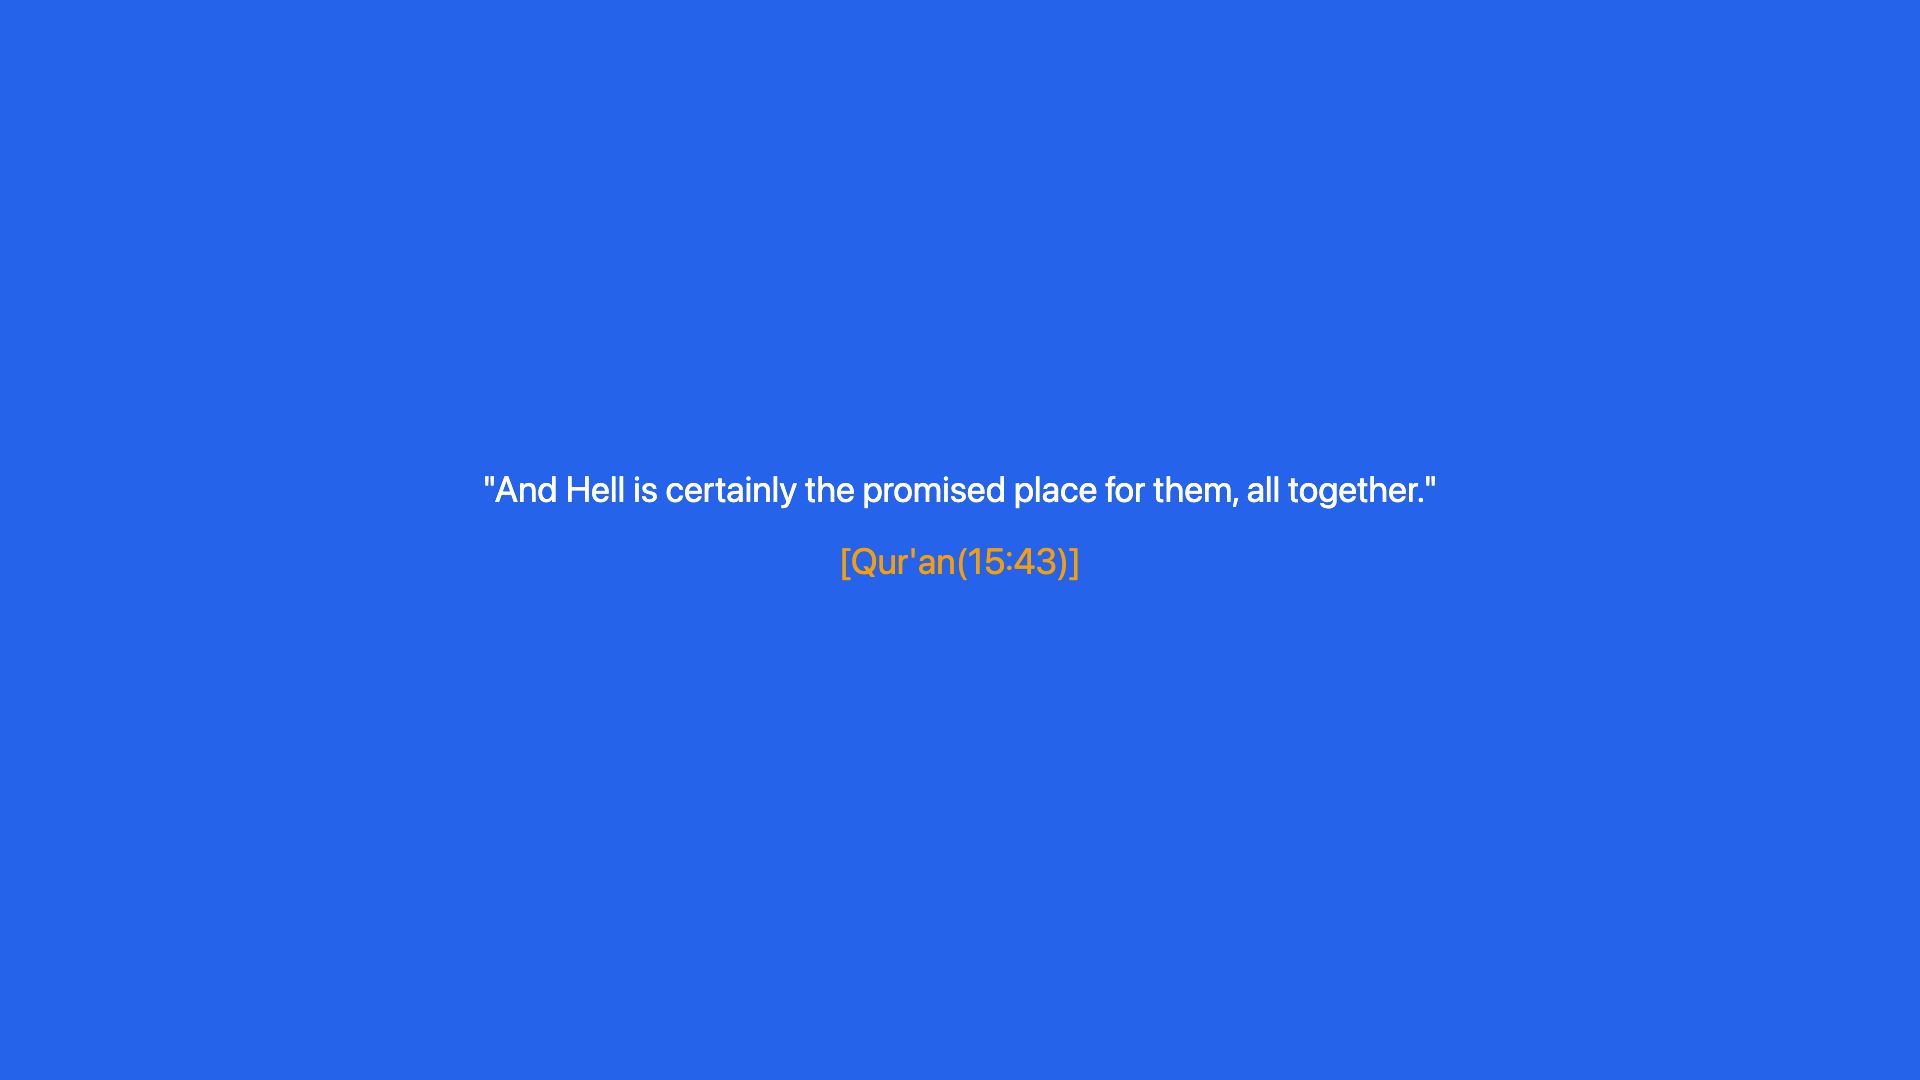 "And Hell is certainly the promised place for them, all together."
[Qur'an(15:43)]